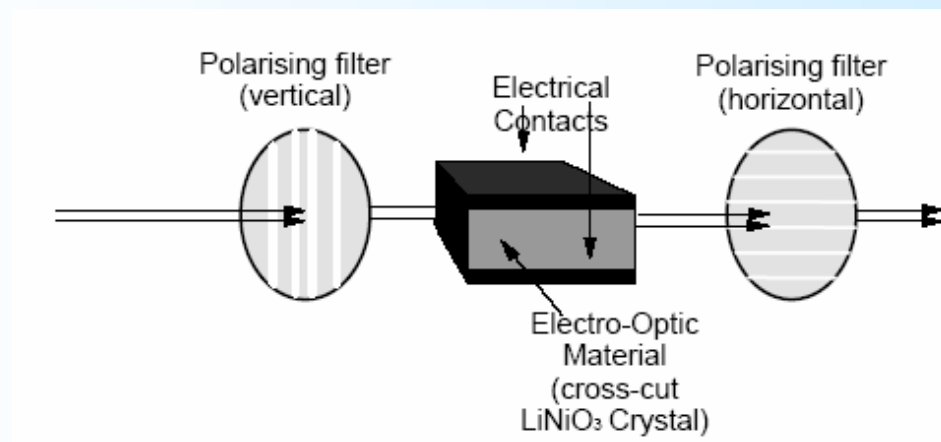 Polarising filter
(vertical)
Electrical
Contacts
Polarising filter
(horizontal)
Electro-Optic
Material
(cross-cut
LiNiO₃ Crystal)